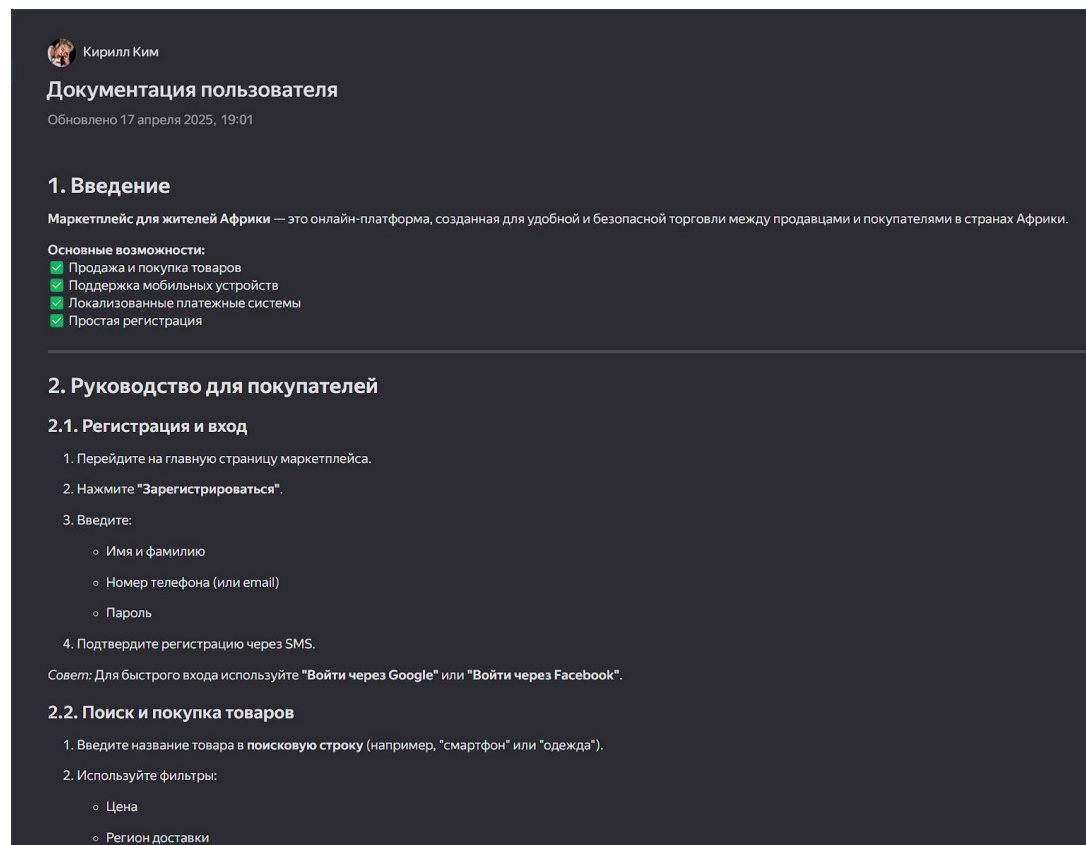 Кирилл Ким
Документация пользователя
Обновлено 17 апреля 2025, 19:01
1. Введение
Маркетплейс для жителей Африки — это онлайн-платформа, созданная для удобной и безопасной торговли между продавцами и покупателями в странах Африки.
Основные возможности:
✅ Продажа и покупка товаров
✅ Поддержка мобильных устройств
✅ Локализованные платежные системы
✅ Простая регистрация
2. Руководство для покупателей
2.1. Регистрация и вход
1. Перейдите на главную страницу маркетплейса.
2. Нажмите "Зарегистрироваться".
3. Введите:
◦ Имя и фамилию
◦ Номер телефона (или email)
◦ Пароль
4. Подтвердите регистрацию через SMS.
Совет: Для быстрого входа используйте "Войти через Google" или "Войти через Facebook".
2.2. Поиск и покупка товаров
1. Введите название товара в поисковую строку (например, "смартфон" или "одежда").
2. Используйте фильтры:
◦ Цена
◦ Регион доставки